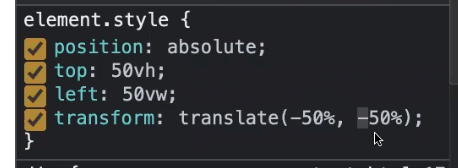 element.style {
position: absolute;
top: 50vh;
left: 50vw;
transform: translate(-50%, -50%);
}